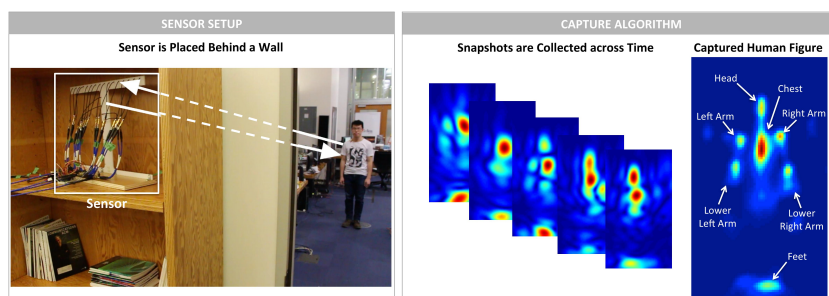 SENSOR SETUP
Sensor is Placed Behind a Wall
Sensor
CAPTURE ALGORITHM
Snapshots are Collected across Time
Captured Human Figure
Head
Chest
Left Arm
Right Arm
Lower
Left Arm
Lower
Right Arm
Feet